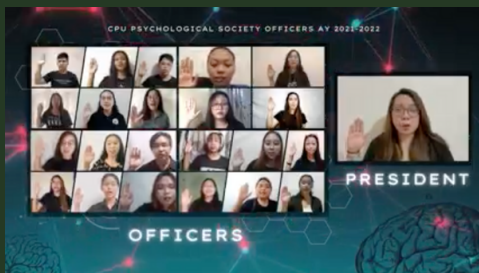 CPU PSYCHOLOGICAL SOCIETY OFFICERS AY 2021-2022
PRESIDENT
OFFICERS